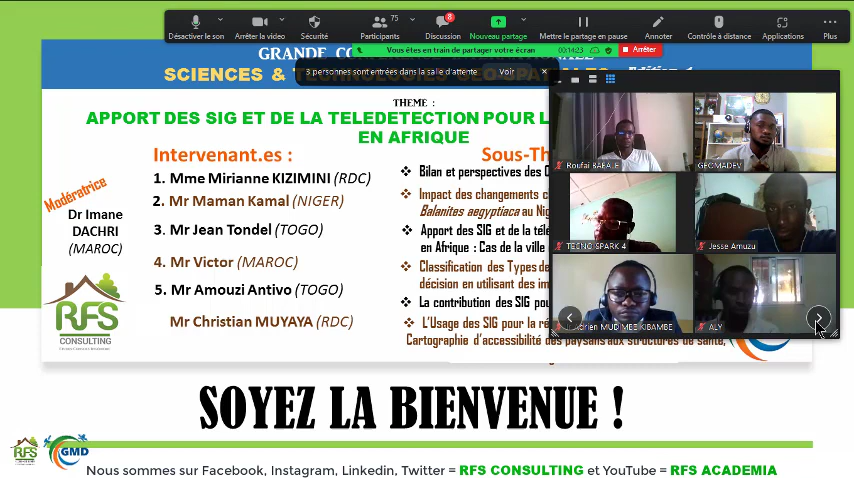 75
8
Désactiver le son
Arrêter la video
Sécurité
Participants
Discussion
Nouveau partage
Mettre le partage en pause
Annoter
Contrôle à distance
Applications
Plus
Vous êtes en train de partager votre écran
00:14:23
Arrêter
GRANDE
SCIENCES &
3 personnes sont entrées dans la salle d'attente
Voir
THEME :
APPORT DES SIG ET DE LA TELEDETECTION POUR L
EN AFRIQUE
Intervenant.es :
1. Mme Mirianne KIZIMINI (RDC)
2. Mr Maman Kamal (NIGER)
3. Mr Jean Tondel (TOGO)
4. Mr Victor (MAROC)
5. Mr Amouzi Antivo (TOGO)
Mr Christian MUYAYA (RDC)
Modératrice
Dr Imane
DACHRI
(MAROC)
RFS
CONSULTING
Sous-Th
Bilan et perspectives des
Impact des changements c
Balanites aegyptiaca au Nig
Apport des SIG et de la télé
en Afrique : Cas de la ville
Classification des Types de
décision en utilisant des im
La contribution des SIG pou
L'Usage des SIG pour la ré
Cartographie d'accessibilité des paysans aux structures de santé,
GEOMADEV
TECNO SPARK 4
Jesse Amuzu
MUDIMBE KIBAMBE
ALY
SOYEZ LA BIENVENUE !
RFS
GMD
Nous sommes sur Facebook, Instagram, Linkedin, Twitter = RFS CONSULTING et YouTube = RFS ACADEMIA